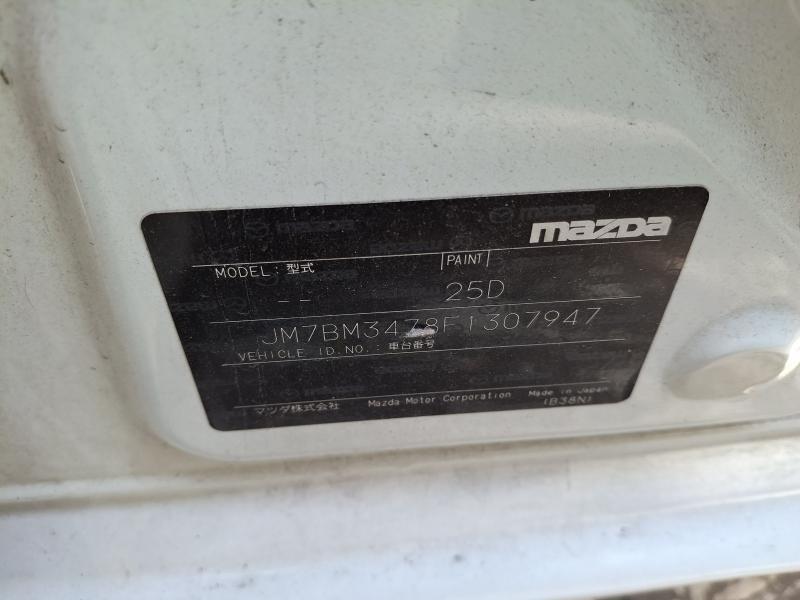 mazda
MODEL : 型式
PAINT
-- 25D
JM7BM3478F1307947
VEHICLE ID.NO.: 車台番号
マツダ株式会社 Mazda Motor Corporation Made in Japan
(B38N)